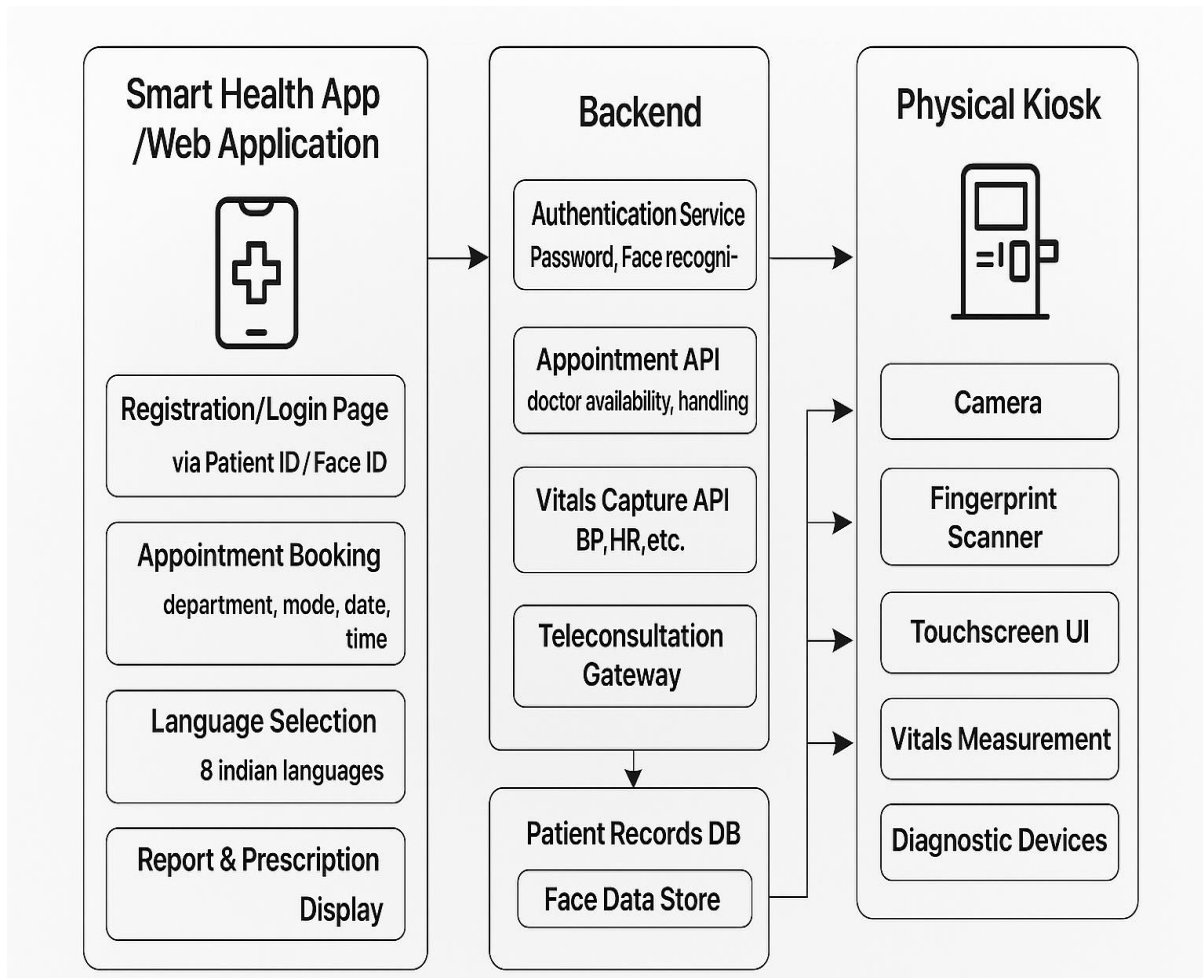 Smart Health App
/Web Application
Registration/Login Page
via Patient ID / Face ID
Appointment Booking
department, mode, date,
time
Language Selection
8 indian languages
Report & Prescription
Display
Backend
Authentication Service
Password, Face recogni-
Appointment API
doctor availability, handling
Vitals Capture API
BP, HR, etc.
Teleconsultation
Gateway
Patient Records DB
Face Data Store
Physical Kiosk
Camera
Fingerprint
Scanner
Touchscreen UI
Vitals Measurement
Diagnostic Devices